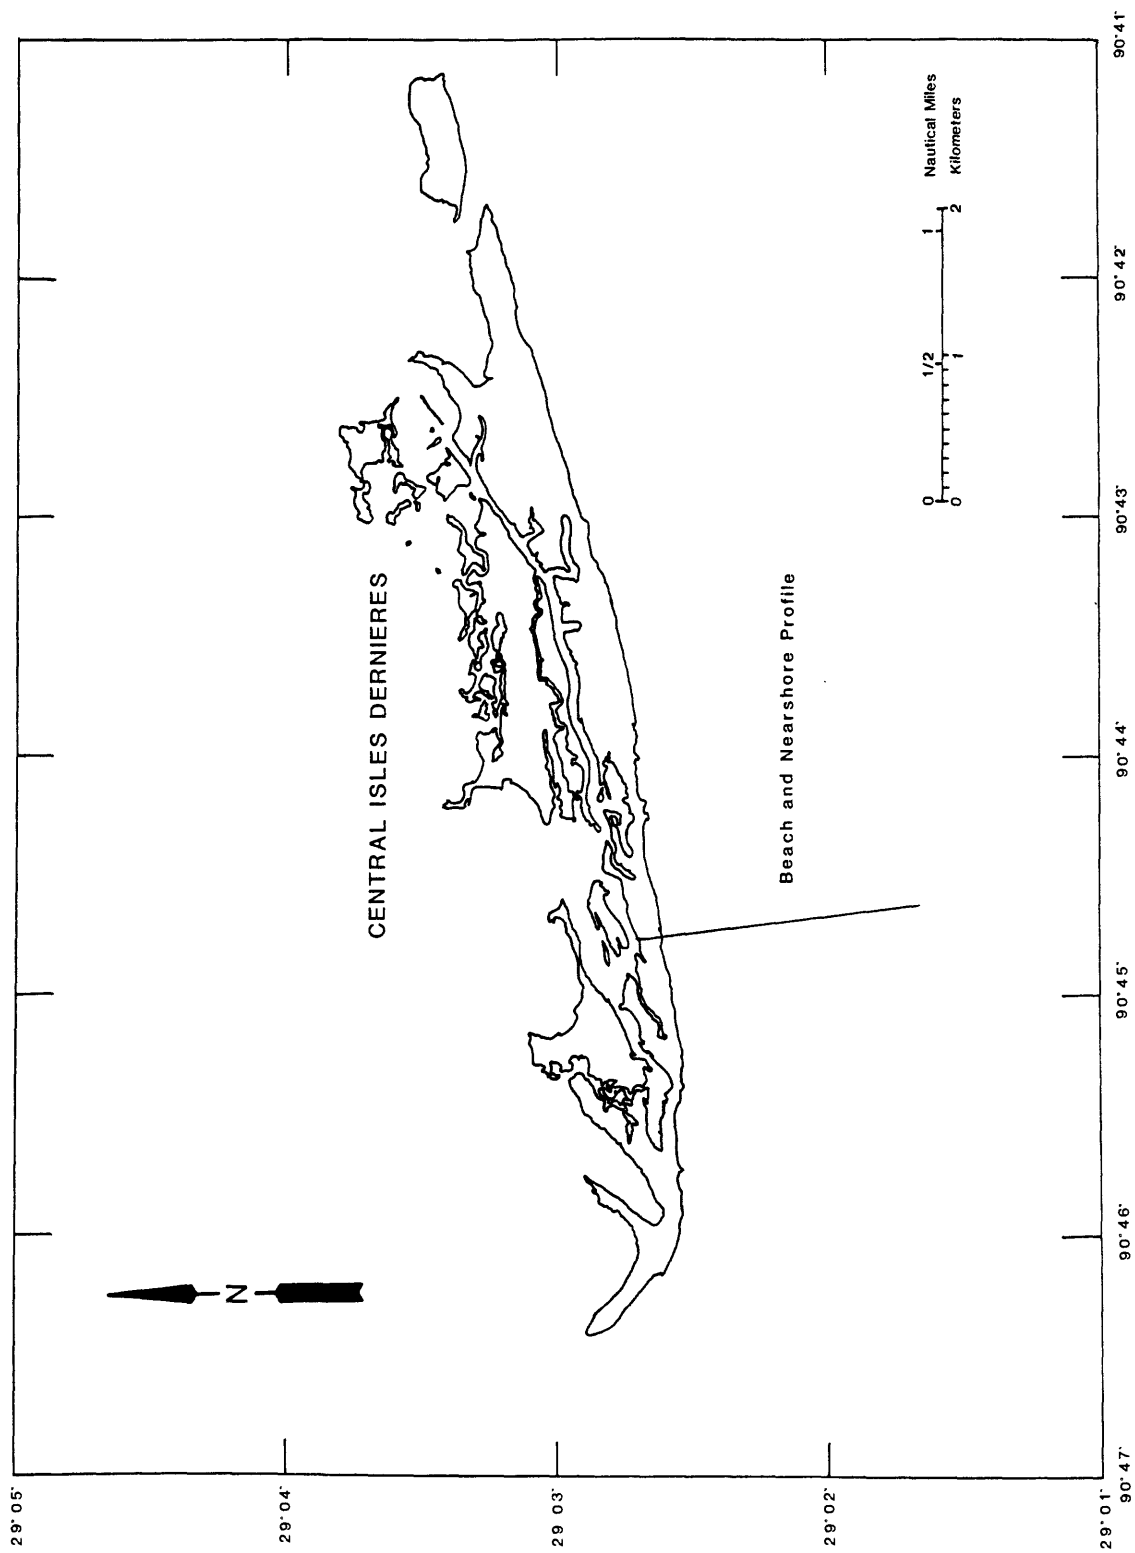 29°05'
29°04'
29°03'
29°02'
29°01'
N
CENTRAL ISLES DERNIERES
Beach and Nearshore Profile
0 1/2 1 Nautical Miles
0 1 2 Kilometers
90°47'
90°46'
90°45'
90°44'
90°43'
90°42'
90°41'